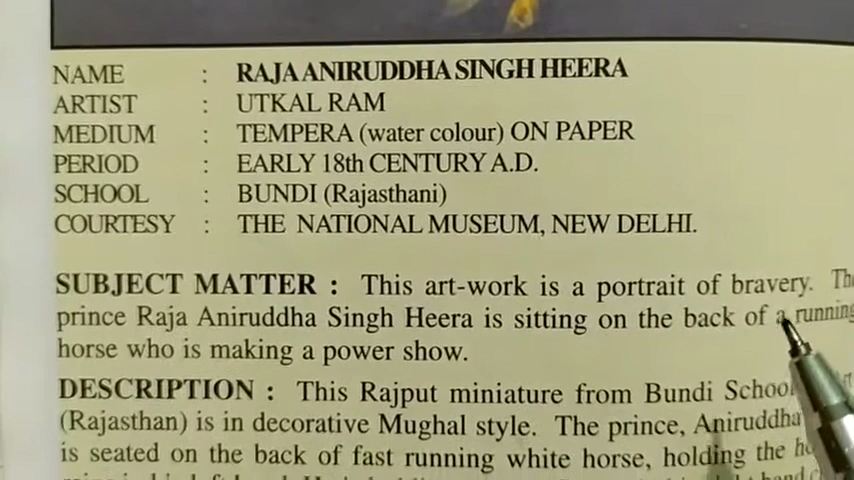 NAME : RAJA ANIRUDDHA SINGH HEERA
ARTIST : UTKAL RAM
MEDIUM : TEMPERA (water colour) ON PAPER
PERIOD : EARLY 18th CENTURY A.D.
SCHOOL : BUNDI (Rajasthani)
COURTESY : THE NATIONAL MUSEUM, NEW DELHI.
SUBJECT MATTER : This art-work is a portrait of bravery.
prince Raja Aniruddha Singh Heera is sitting on the back of a running
horse who is making a power show.
DESCRIPTION : This Rajput miniature from Bundi School
(Rajasthan) is in decorative Mughal style. The prince, Aniruddha
is seated on the back of fast running white horse, holding the